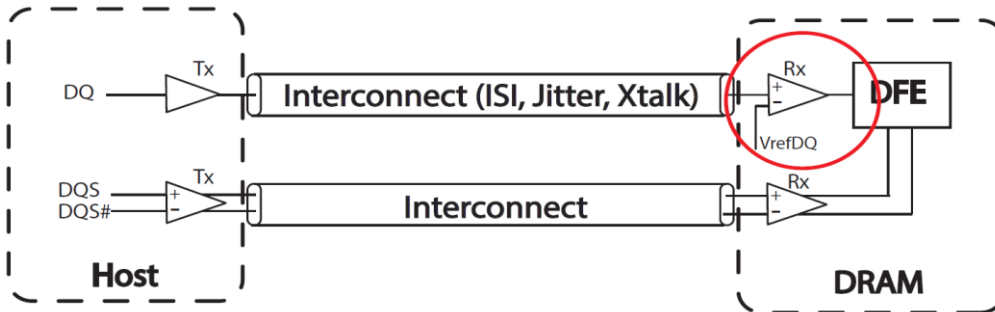 Tx
DQ
Interconnect (ISI, Jitter, Xtalk)
Rx
+
−
VrefDQ
DFE
Tx
DQS
DQS#
+
−
Interconnect
Rx
+
−
Host
DRAM